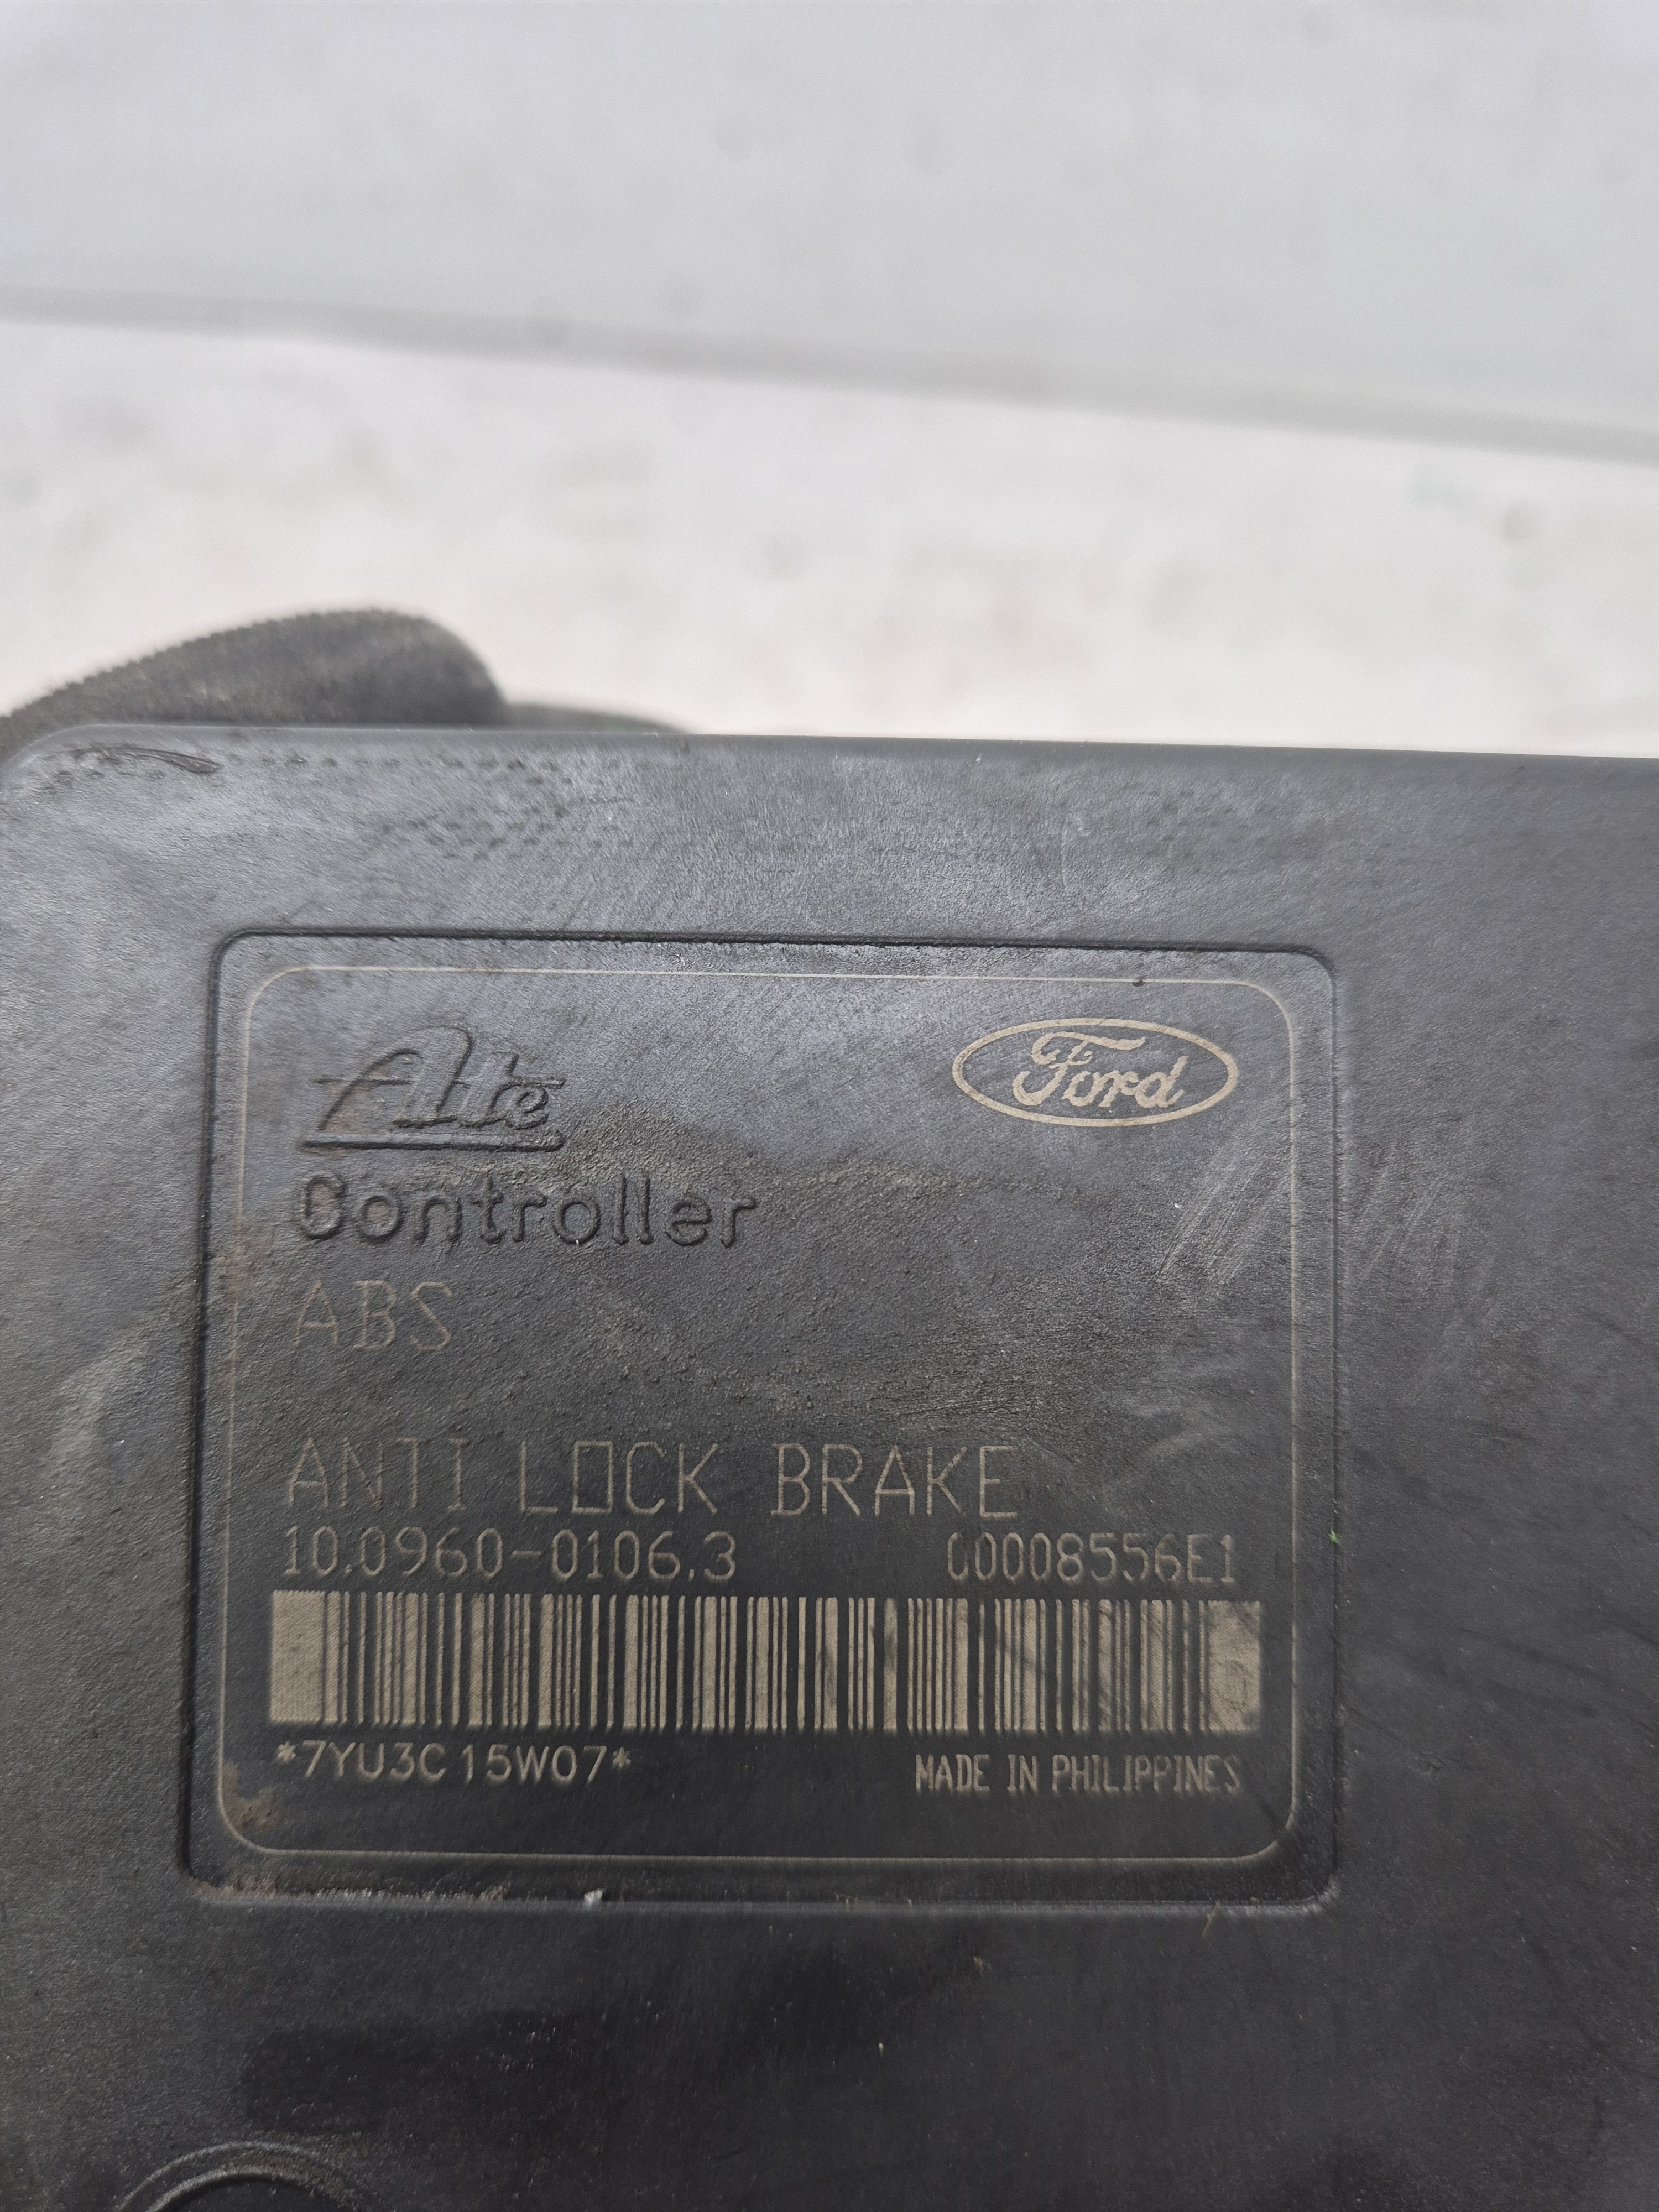 Ate
Ford
Controller
ABS
ANTI LOCK BRAKE
10.0960-0106.3 00008556E1
*7YU3C15W07*
MADE IN PHILIPPINES